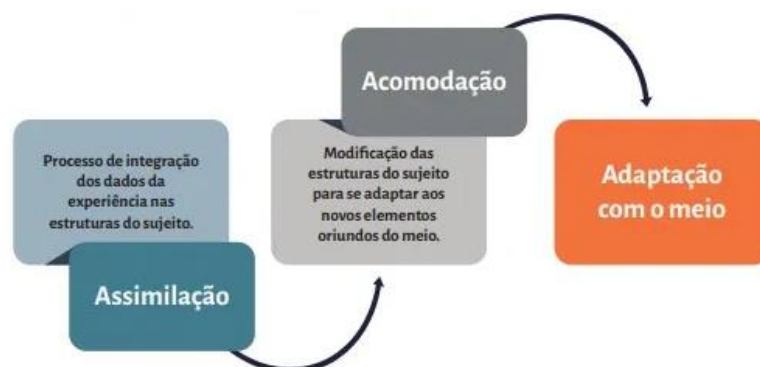 Processo de integração
dos dados da
experiência nas
estruturas do sujeito.
Assimilação
Acomodação
Modificação das
estruturas do sujeito
para se adaptar aos
novos elementos
oriundos do meio.
Adaptação
com o meio